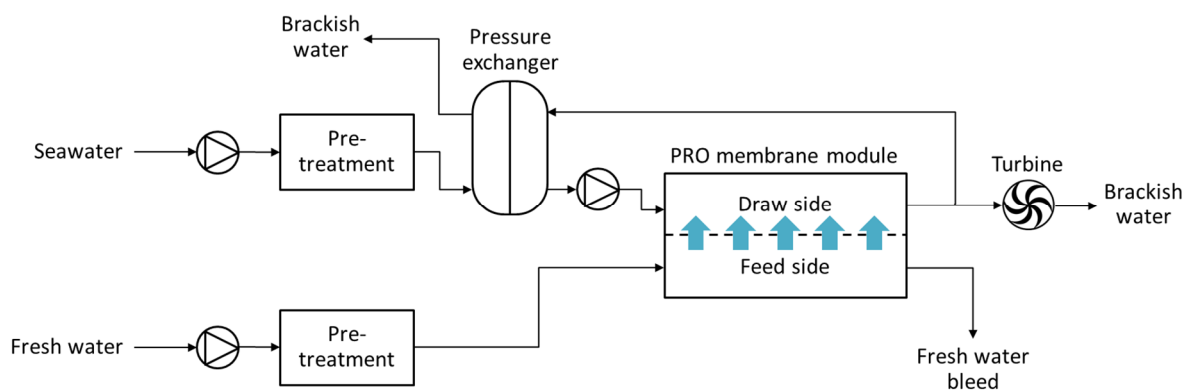 Brackish
water
Pressure
exchanger
Seawater
Pre-
treatment
PRO membrane module
Turbine
Draw side
Brackish
water
Feed side
Fresh water
Pre-
treatment
Fresh water
bleed